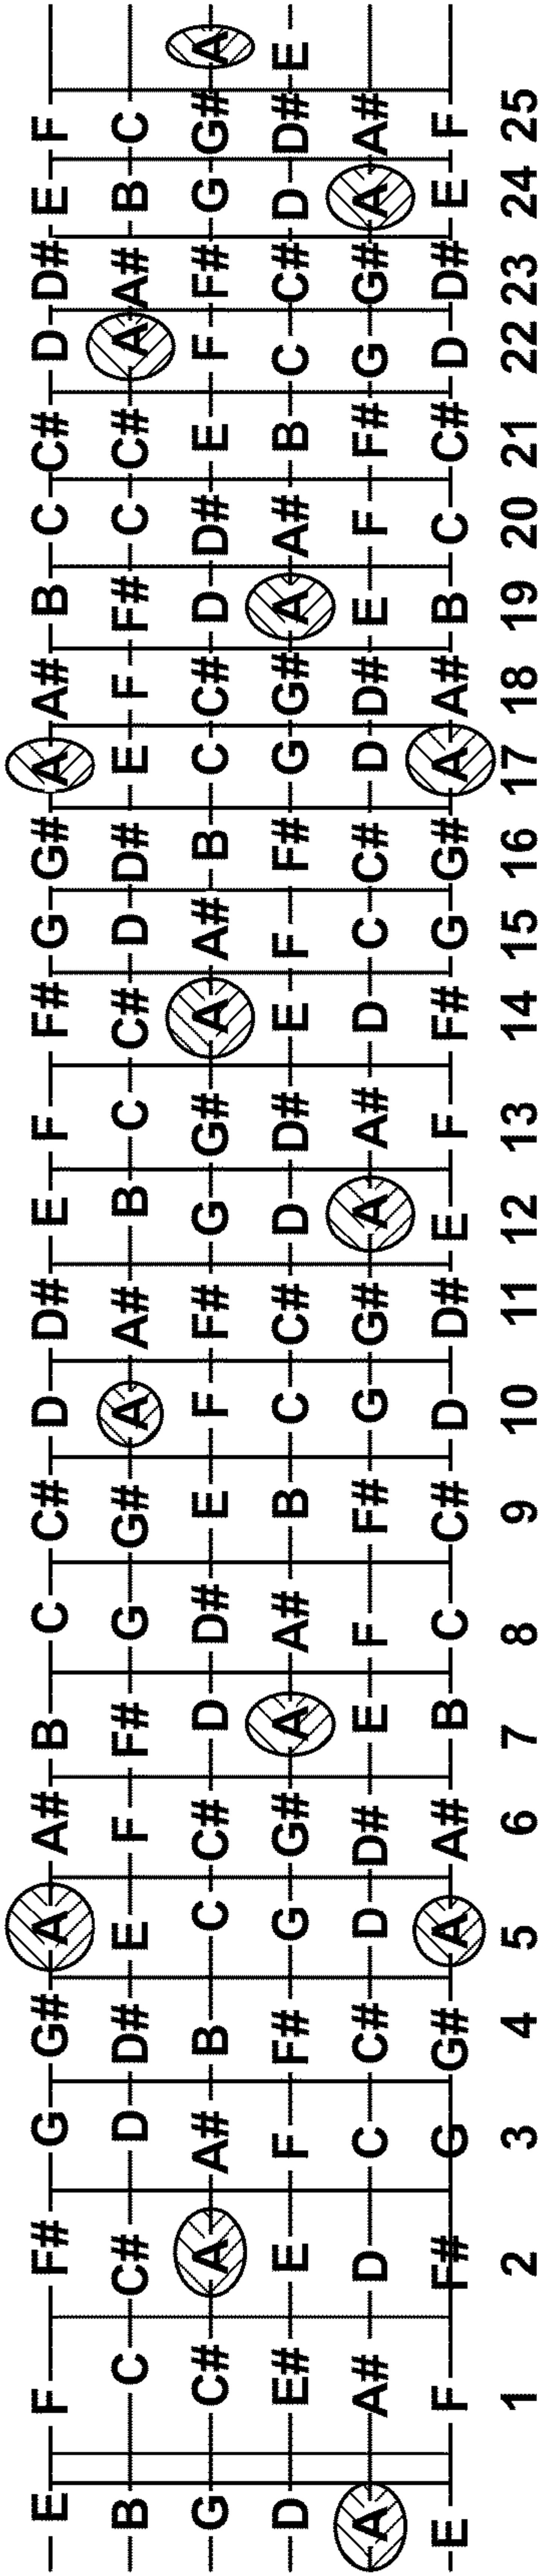 E F F# G G# A A# B C C# D D# E F F# G G# A A# B C C# D D# E F
B C C# D D# E F F# G G# A A# B C C# D D# E F F# C C# A A# B C
G C# A A# B C C# D D# E F F# G G# A A# B C C# D D# E F F# G G# A
D E# E F F# G G# A A# B C C# D D# E F F# G G# A A# B C C# D D# E
A A# D C C# D D# E F F# G G# A A# D C C# D D# E F F# G G# A A#
E F F# G G# A A# B C C# D D# E F F# G G# A A# B C C# D D# E F
1 2 3 4 5 6 7 8 9 10 11 12 13 14 15 16 17 18 19 20 21 22 23 24 25